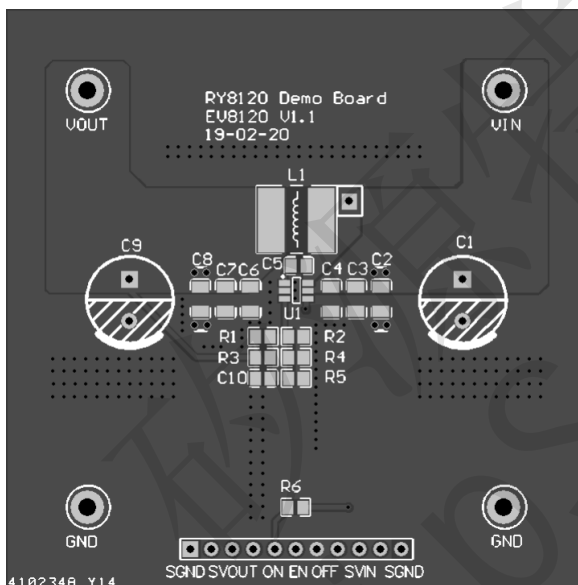 VOUT
RY8120 Demo Board
EV8120 V1.1
19-02-20
VIN
L1
C9
C1
C8
C7
C6
C5
C4
C3
C2
U1
R1
R2
R3
R4
C10
R5
R6
GND
GND
SGND SVOUT ON EN OFF SVIN SGND
4102348 Y14